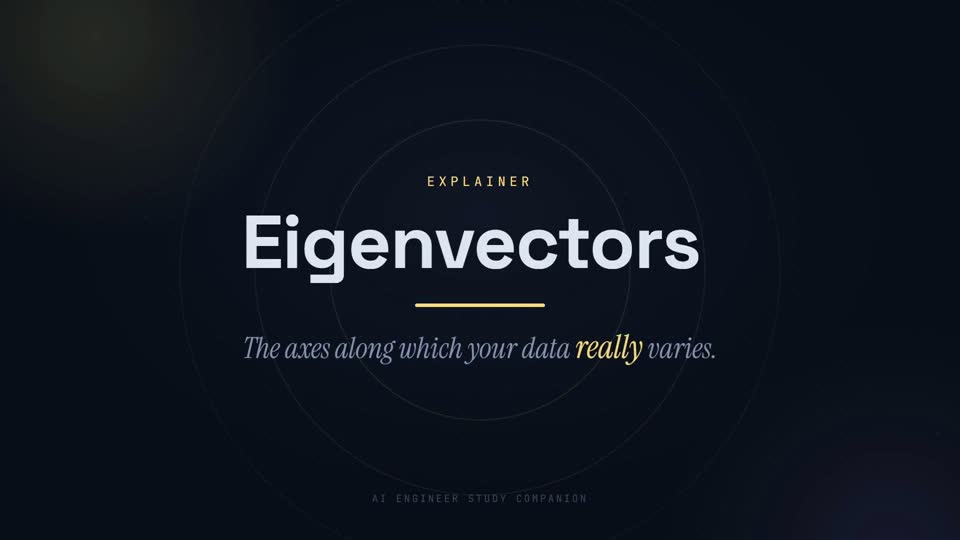 EXPLAINER
Eigenvectors
The axes along which your data really varies.
AI ENGINEER STUDY COMPANION